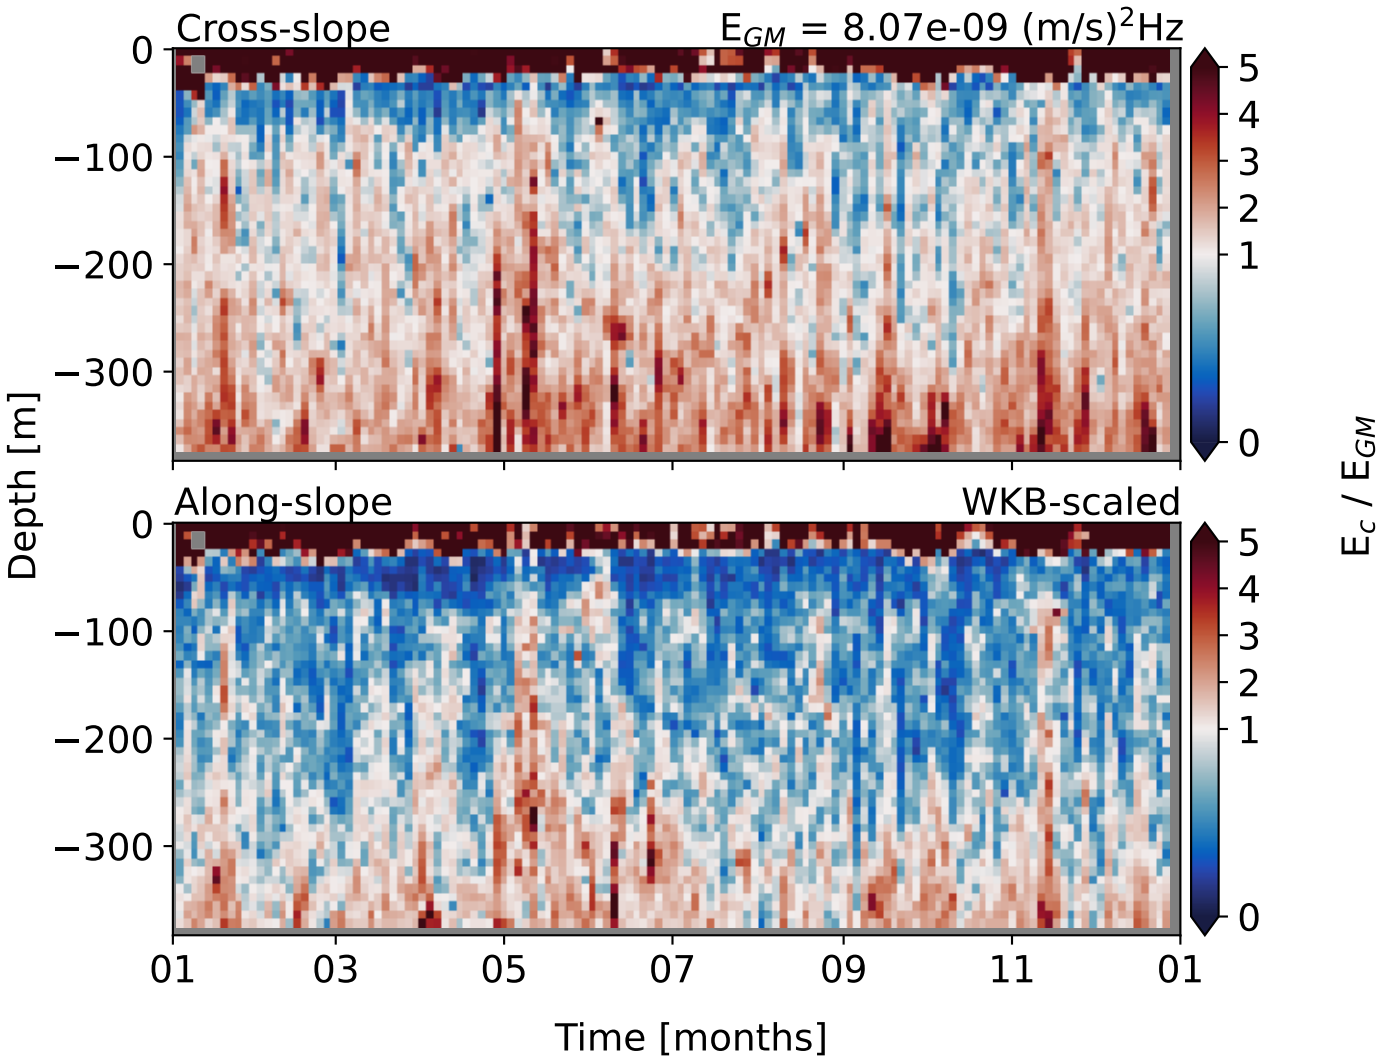 Cross-slope
E_GM = 8.07e-09 (m/s)²Hz
0
−100
−200
−300
5
4
3
2
1
0
Depth [m]
E_c / E_GM
Along-slope
WKB-scaled
0
−100
−200
−300
5
4
3
2
1
0
01 03 05 07 09 11 01
Time [months]